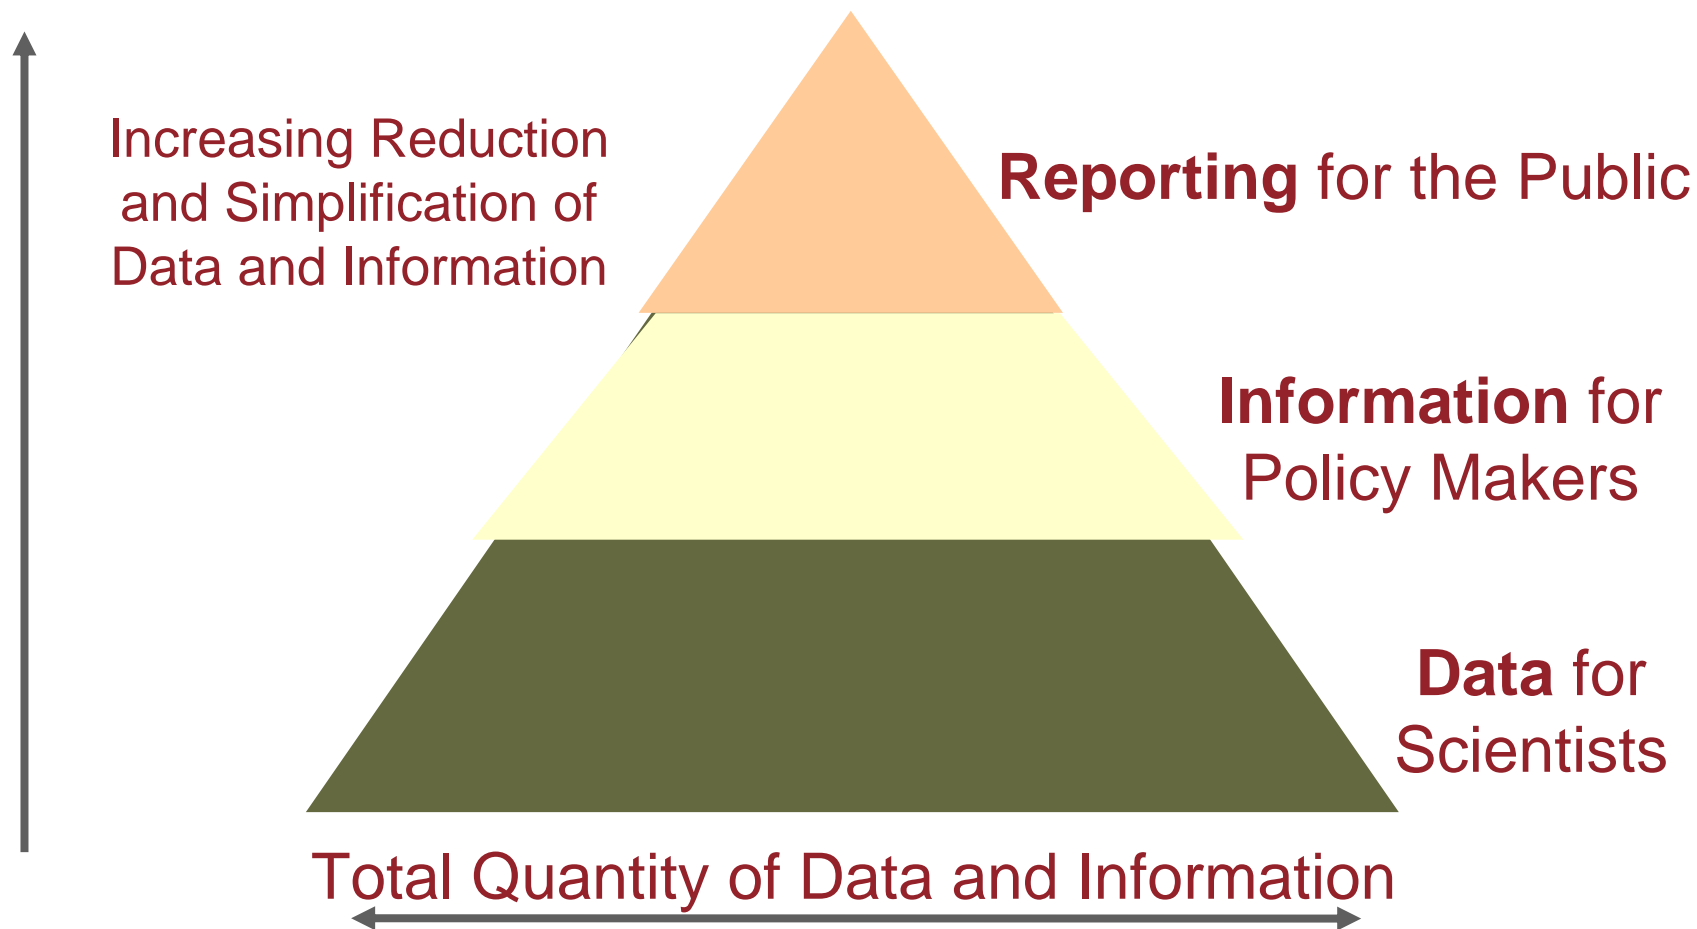 Increasing Reduction
and Simplification of
Data and Information
Reporting for the Public
Information for
Policy Makers
Data for
Scientists
Total Quantity of Data and Information